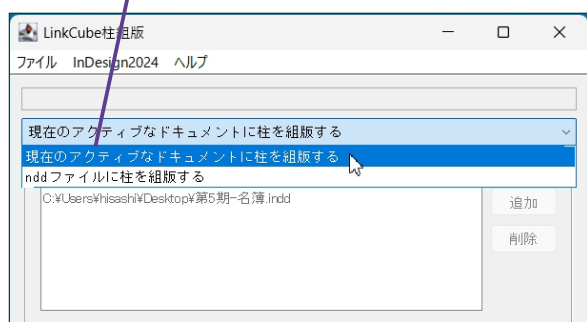 LinkCube柱組版
ファイル InDesign2024 ヘルプ
現在のアクティブなドキュメントに柱を組版する
現在のアクティブなドキュメントに柱を組版する
nddファイルに柱を組版する
C:¥Users¥hisashi¥Desktop¥第5期-名簿.indd
追加
削除